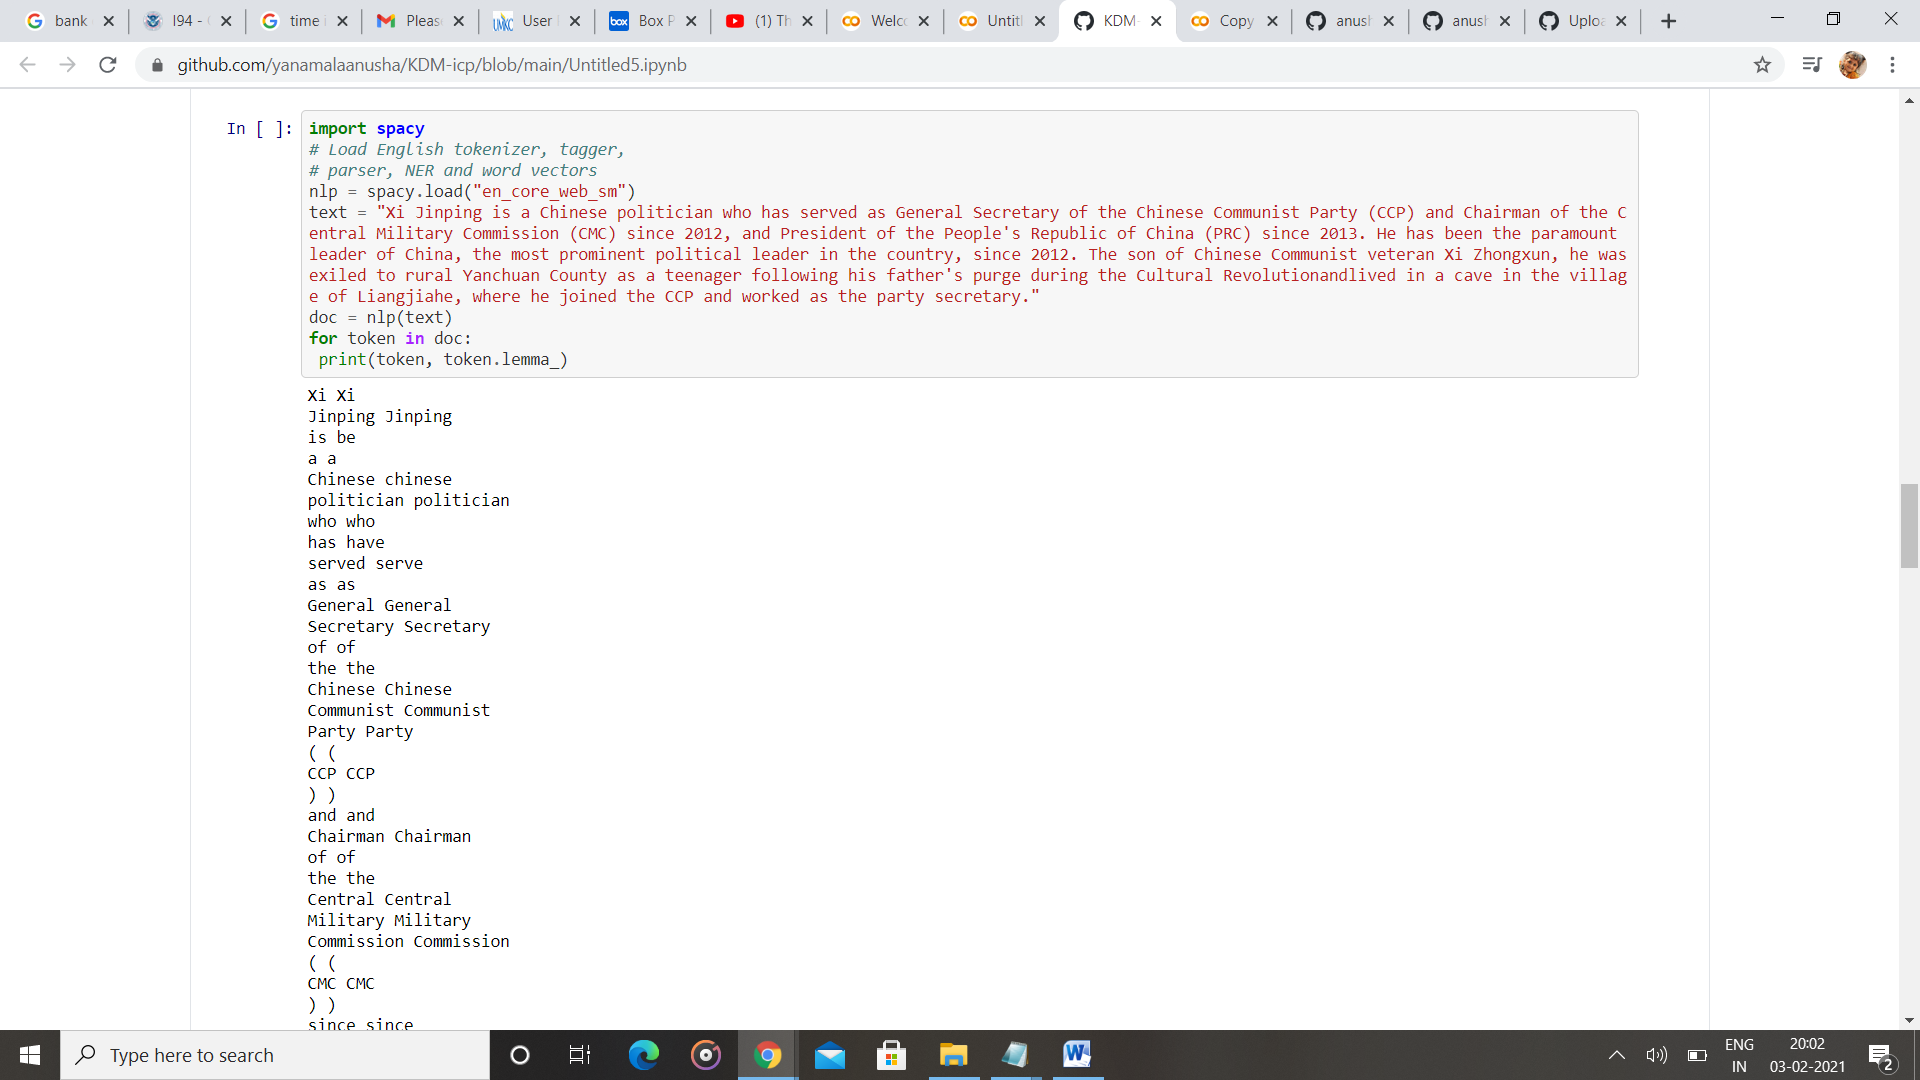 bank
I94 -
time i
Pleas
User
Box P
(1) Th
Welc
Untitl
KDM-
Copy
anush
anush
Uploa
github.com/yanamalaanusha/KDM-icp/blob/main/Untitled5.ipynb
In [ ]:
import spacy
# Load English tokenizer, tagger,
# parser, NER and word vectors
nlp = spacy.load("en_core_web_sm")
text = "Xi Jinping is a Chinese politician who has served as General Secretary of the Chinese Communist Party (CCP) and Chairman of the C
entral Military Commission (CMC) since 2012, and President of the People's Republic of China (PRC) since 2013. He has been the paramount
leader of China, the most prominent political leader in the country, since 2012. The son of Chinese Communist veteran Xi Zhongxun, he was
exiled to rural Yanchuan County as a teenager following his father's purge during the Cultural Revolutionandlived in a cave in the villag
e of Liangjiahe, where he joined the CCP and worked as the party secretary."
doc = nlp(text)
for token in doc:
 print(token, token.lemma_)
Xi Xi
Jinping Jinping
is be
a a
Chinese chinese
politician politician
who who
has have
served serve
as as
General General
Secretary Secretary
of of
the the
Chinese Chinese
Communist Communist
Party Party
( (
CCP CCP
) )
and and
Chairman Chairman
of of
the the
Central Central
Military Military
Commission Commission
( (
CMC CMC
) )
since since
Type here to search
ENG
IN
20:02
03-02-2021
2